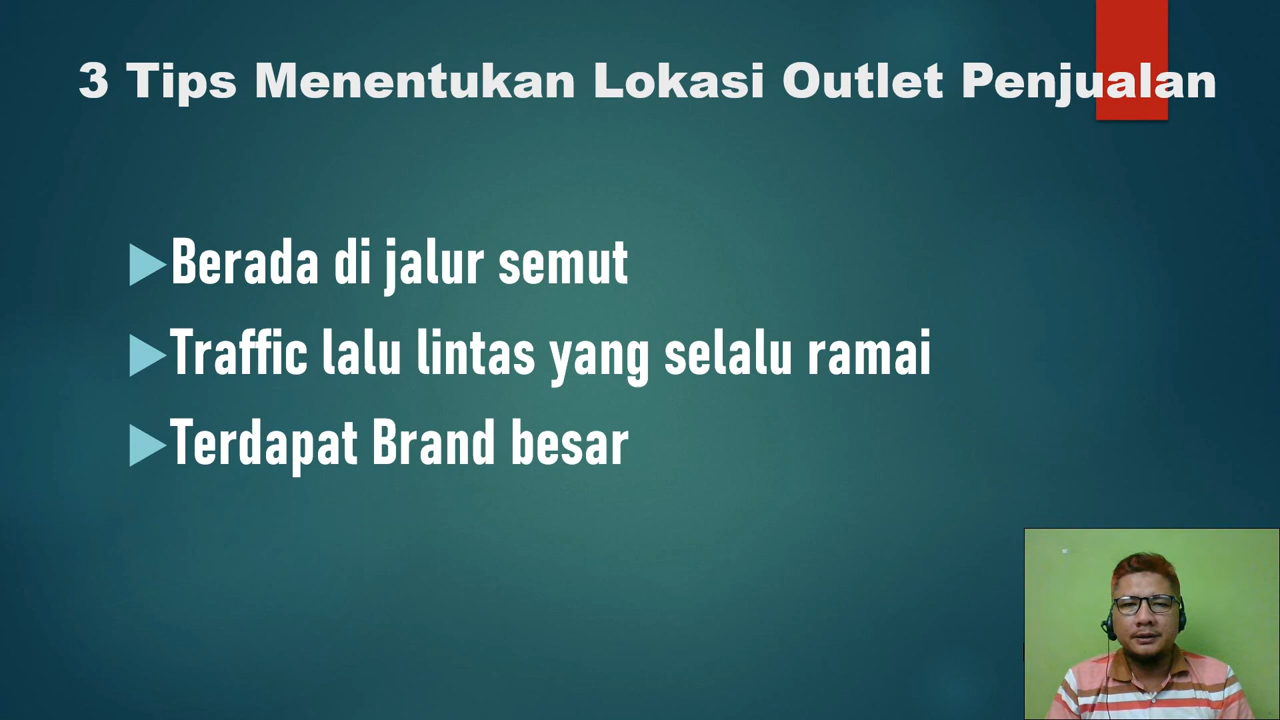 3 Tips Menentukan Lokasi Outlet Penjualan
Berada di jalur semut
Traffic lalu lintas yang selalu ramai
Terdapat Brand besar